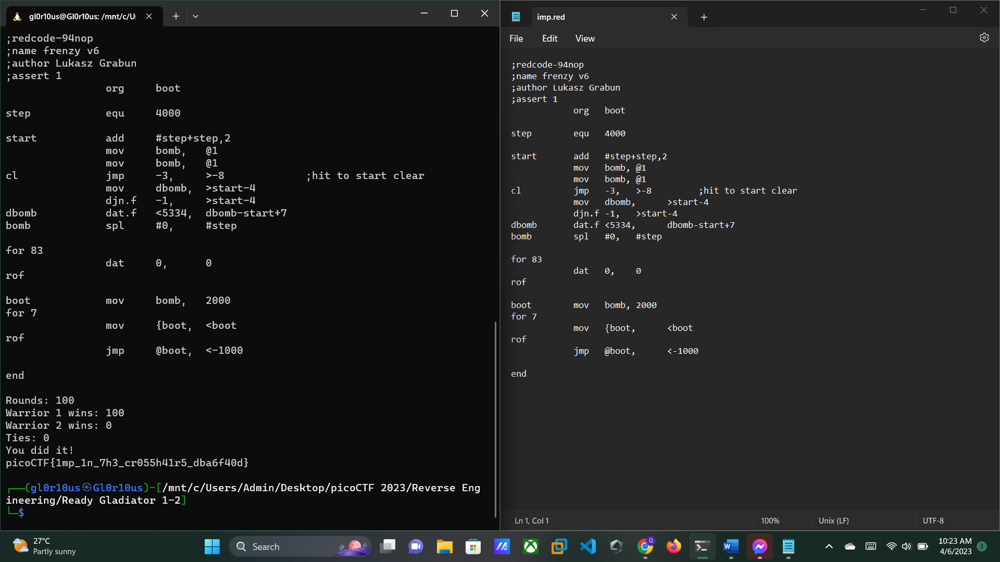 gl0r10us@Gl0r10us: /mnt/c/U
;redcode-94nop
;name frenzy v6
;author Lukasz Grabun
;assert 1
org boot
step equ 4000
start add #step+step,2
mov bomb, @1
mov bomb, @1
cl jmp -3, >-8 ;hit to start clear
mov dbomb, >start-4
djn.f -1, >start-4
dbomb dat.f <5334, dbomb-start+7
bomb spl #0, #step
for 83
dat 0, 0
rof
boot mov bomb, 2000
for 7
mov {boot, <boot
rof
jmp @boot, <-1000
end
Rounds: 100
Warrior 1 wins: 100
Warrior 2 wins: 0
Ties: 0
You did it!
picoCTF{1mp_1n_7h3_cr055h41r5_dba6f40d}
┌──(gl0r10us㉿Gl0r10us)-[/mnt/c/Users/Admin/Desktop/picoCTF 2023/Reverse Eng
ineering/Ready Gladiator 1-2]
└─$
imp.red
File Edit View
;redcode-94nop
;name frenzy v6
;author Lukasz Grabun
;assert 1
org boot
step equ 4000
start add #step+step,2
mov bomb, @1
mov bomb, @1
cl jmp -3, >-8 ;hit to start clear
mov dbomb, >start-4
djn.f -1, >start-4
dbomb dat.f <5334, dbomb-start+7
bomb spl #0, #step
for 83
dat 0, 0
rof
boot mov bomb, 2000
for 7
mov {boot, <boot
rof
jmp @boot, <-1000
end
Ln 1, Col 1 100% Unix (LF) UTF-8
27°C
Partly sunny
Search
10:23 AM
4/6/2023
3